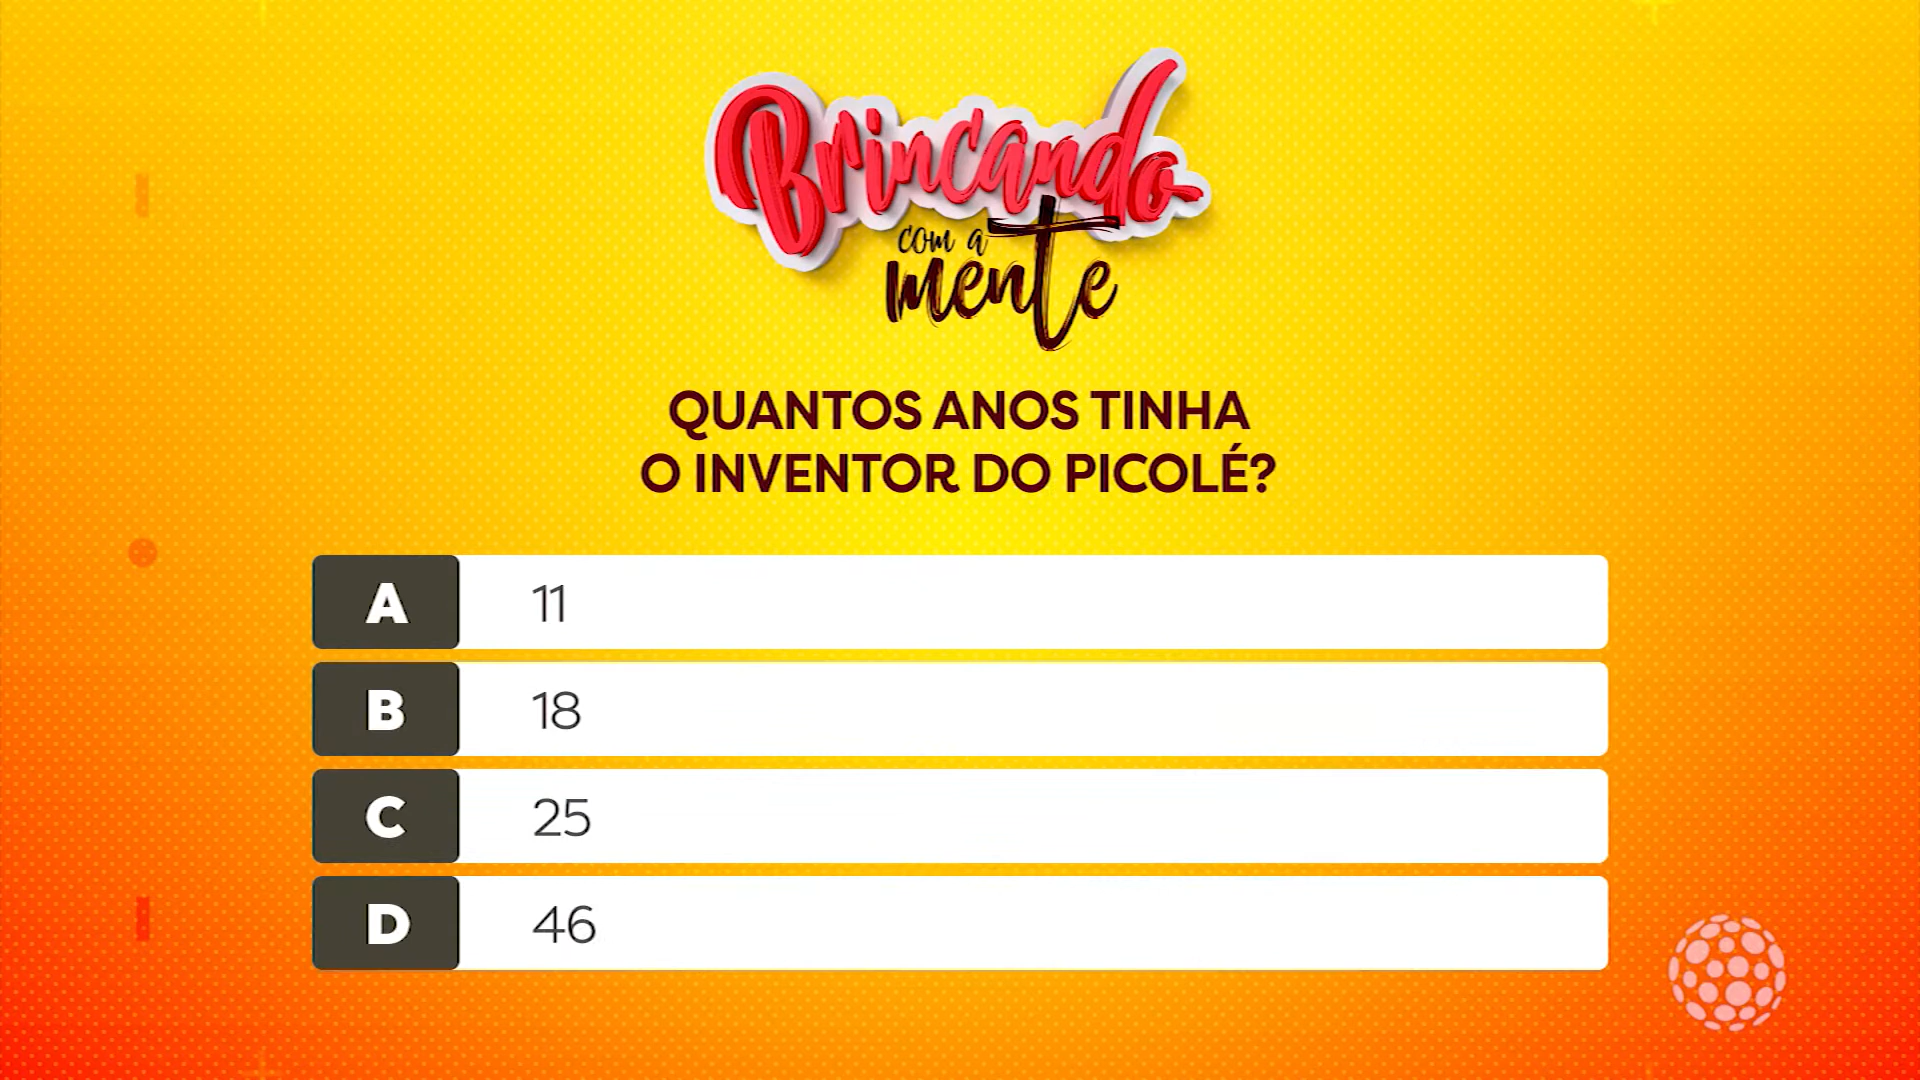 Brincando
com a
mente
QUANTOS ANOS TINHA
O INVENTOR DO PICOLÉ?
A 11
B 18
C 25
D 46